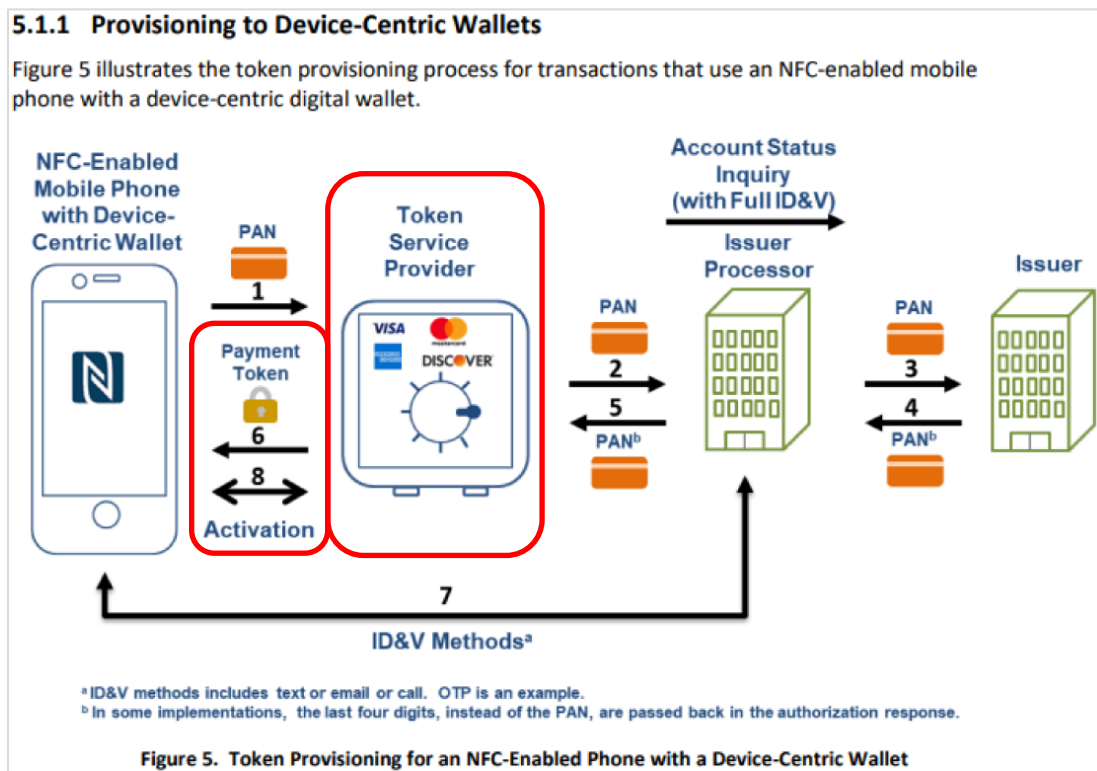 5.1.1 Provisioning to Device-Centric Wallets
Figure 5 illustrates the token provisioning process for transactions that use an NFC-enabled mobile
phone with a device-centric digital wallet.
NFC-Enabled
Mobile Phone
with Device-
Centric Wallet
PAN
1
Payment
Token
6
8
Activation
Token
Service
Provider
VISA
mastercard
AMERICAN EXPRESS
DISCOVER
Account Status
Inquiry
(with Full ID&V)
PAN
2
5
PANᵇ
Issuer
Processor
PAN
3
4
PANᵇ
Issuer
N
7
ID&V Methodsᵃ
ᵃ ID&V methods includes text or email or call. OTP is an example.
ᵇ In some implementations, the last four digits, instead of the PAN, are passed back in the authorization response.
Figure 5. Token Provisioning for an NFC-Enabled Phone with a Device-Centric Wallet